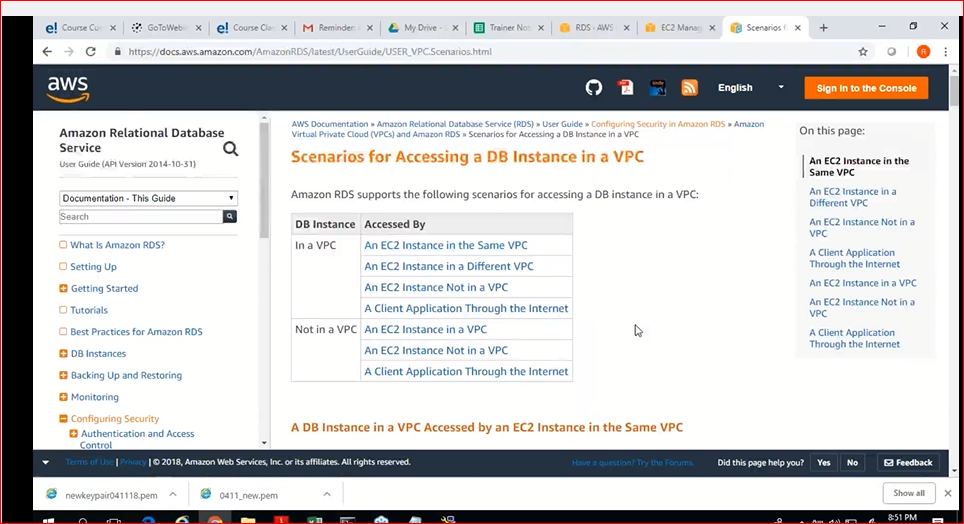 Course Cu
GoToWebi
Course Cle
Reminder
My Drive -
Trainer No
RDS - AWS
EC2 Manag
Scenarios f
https://docs.aws.amazon.com/AmazonRDS/latest/UserGuide/USER_VPC.Scenarios.html
aws
English
Sign In to the Console
Amazon Relational Database
Service
User Guide (API Version 2014-10-31)
Documentation - This Guide
Search
What Is Amazon RDS?
Setting Up
Getting Started
Tutorials
Best Practices for Amazon RDS
DB Instances
Backing Up and Restoring
Monitoring
Configuring Security
Authentication and Access
Control
AWS Documentation » Amazon Relational Database Service (RDS) » User Guide » Configuring Security in Amazon RDS » Amazon
Virtual Private Cloud (VPCs) and Amazon RDS » Scenarios for Accessing a DB Instance in a VPC
Scenarios for Accessing a DB Instance in a VPC
Amazon RDS supports the following scenarios for accessing a DB instance in a VPC:
DB Instance Accessed By
In a VPC An EC2 Instance in the Same VPC
An EC2 Instance in a Different VPC
An EC2 Instance Not in a VPC
A Client Application Through the Internet
Not in a VPC An EC2 Instance in a VPC
An EC2 Instance Not in a VPC
A Client Application Through the Internet
A DB Instance in a VPC Accessed by an EC2 Instance in the Same VPC
On this page:
An EC2 Instance in the
Same VPC
An EC2 Instance in a
Different VPC
An EC2 Instance Not in a
VPC
A Client Application
Through the Internet
An EC2 Instance in a VPC
An EC2 Instance Not in a
VPC
A Client Application
Through the Internet
Terms of Use | Privacy | © 2018, Amazon Web Services, Inc. or its affiliates. All rights reserved.
Have a question? Try the Forums.
Did this page help you? Yes No Feedback
newkeypair041118.pem
0411_new.pem
Show all
8:51 PM